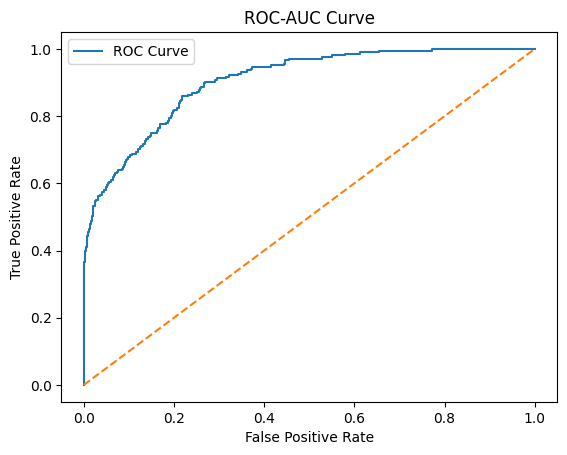 ROC-AUC Curve
ROC Curve
True Positive Rate
1.0
0.8
0.6
0.4
0.2
0.0
0.0 0.2 0.4 0.6 0.8 1.0
False Positive Rate